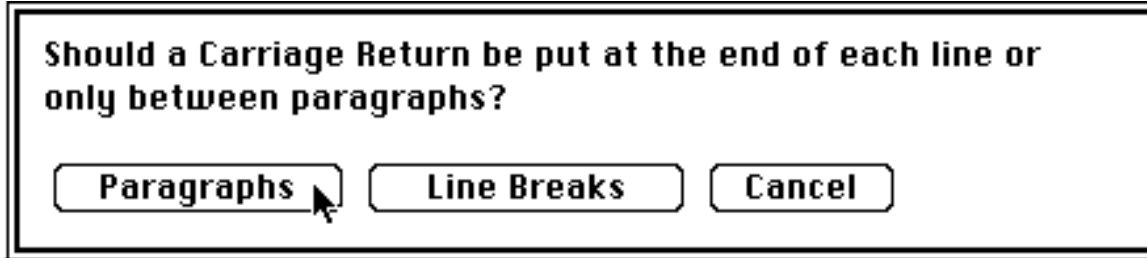 Should a Carriage Return be put at the end of each line or
only between paragraphs?
Paragraphs Line Breaks Cancel